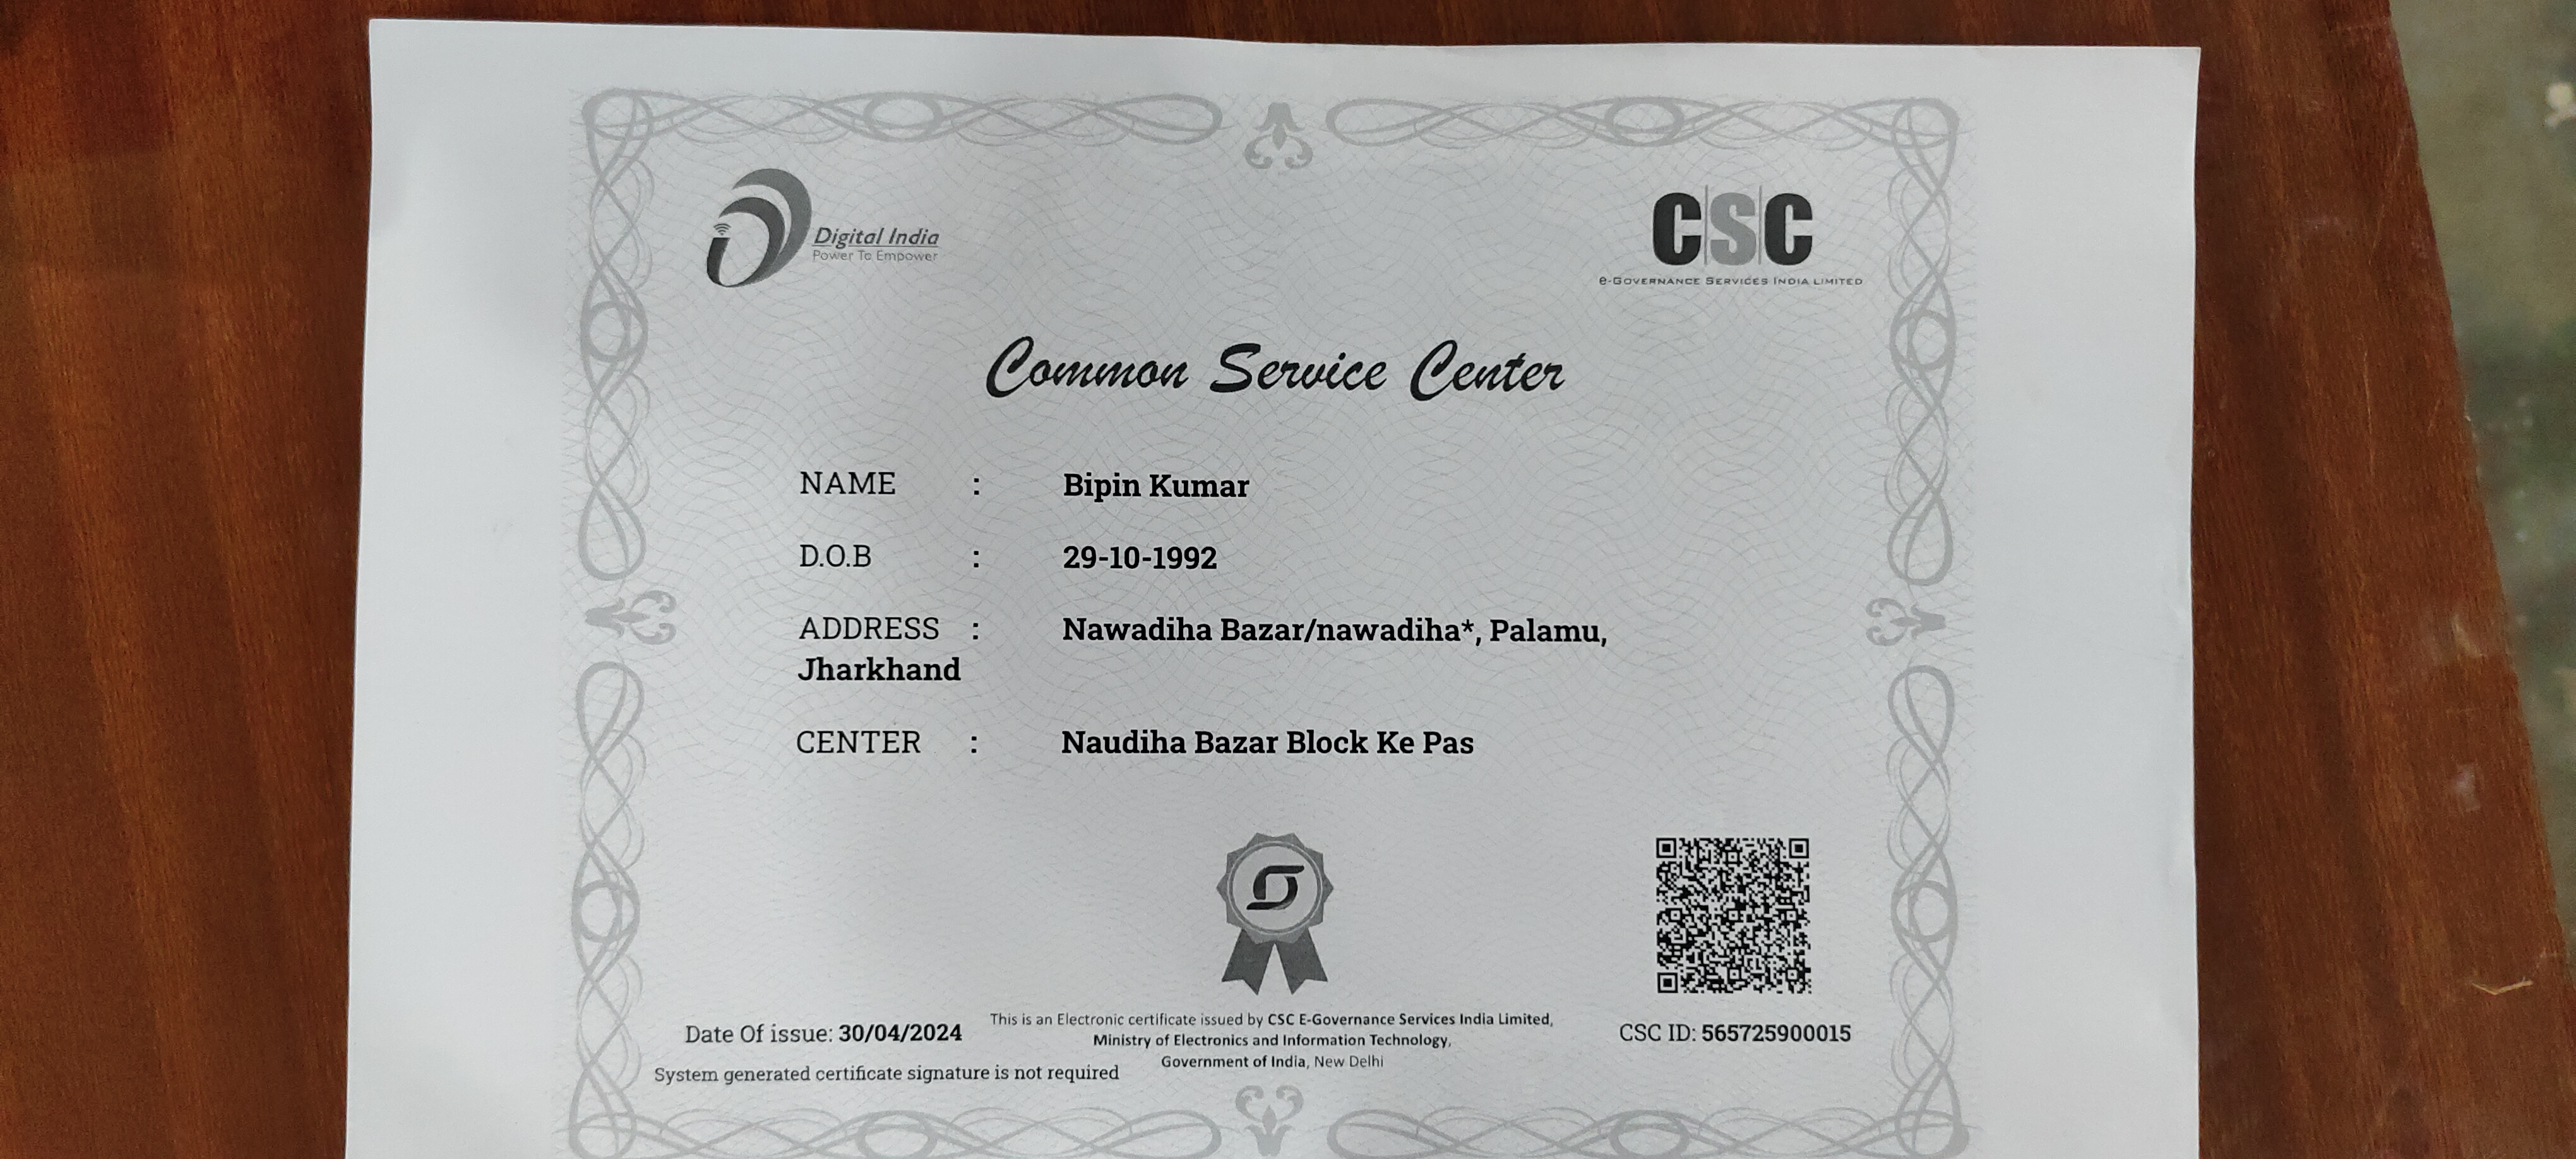 Digital India
Power To Empower
CSC
e-Governance Services India Limited
Common Service Center
NAME : Bipin Kumar
D.O.B : 29-10-1992
ADDRESS : Nawadiha Bazar/nawadiha*, Palamu,
Jharkhand
CENTER : Naudiha Bazar Block Ke Pas
Date Of issue: 30/04/2024
This is an Electronic certificate issued by CSC E-Governance Services India Limited,
Ministry of Electronics and Information Technology,
Government of India, New Delhi
CSC ID: 565725900015
System generated certificate signature is not required